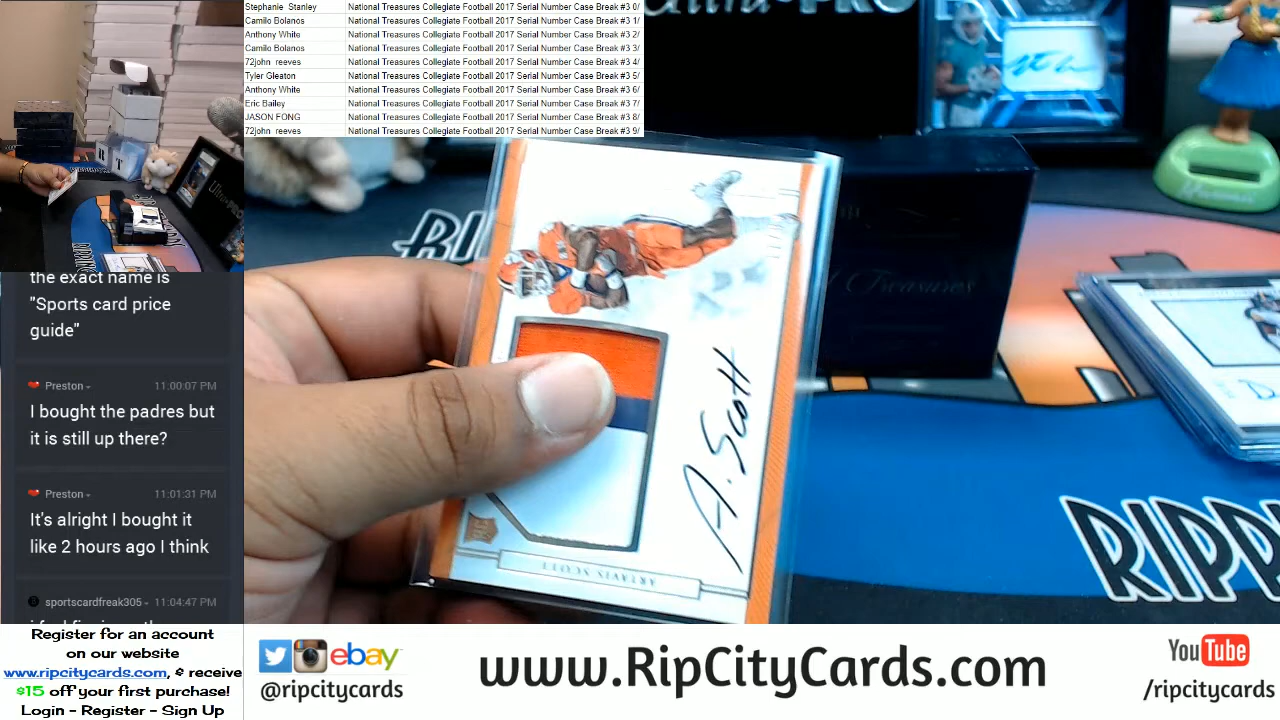 Stephanie Stanley National Treasures Collegiate Football 2017 Serial Number Case Break #3 0/
Camilo Bolanos National Treasures Collegiate Football 2017 Serial Number Case Break #3 1/
Anthony White National Treasures Collegiate Football 2017 Serial Number Case Break #3 2/
Camilo Bolanos National Treasures Collegiate Football 2017 Serial Number Case Break #3 3/
72john reeves National Treasures Collegiate Football 2017 Serial Number Case Break #3 4/
Tyler Gleaton National Treasures Collegiate Football 2017 Serial Number Case Break #3 5/
Anthony White National Treasures Collegiate Football 2017 Serial Number Case Break #3 6/
Eric Bailey National Treasures Collegiate Football 2017 Serial Number Case Break #3 7/
JASON FONG National Treasures Collegiate Football 2017 Serial Number Case Break #3 8/
72john reeves National Treasures Collegiate Football 2017 Serial Number Case Break #3 9/
the exact name is
"Sports card price
guide"
Preston 11:00:07 PM
I bought the padres but
it is still up there?
Preston 11:01:31 PM
It's alright I bought it
like 2 hours ago I think
sportscardfreak305 11:04:47 PM
A. Scott
ARTAVIS SCOTT
Treasures
RIPP
Register for an account
on our website
www.ripcitycards.com, & receive
$15 off your first purchase!
Login - Register - Sign Up
ebay
@ripcitycards
www.RipCityCards.com
YouTube
/ripcitycards